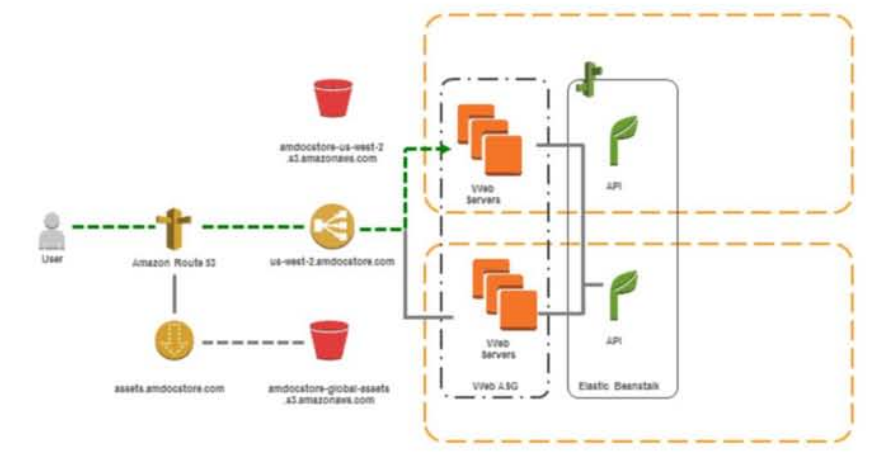 amdocstore-us-west-2
.s3.amazonaws.com
Web
Servers
API
User
Amazon Route 53
us-west-2.amdocstore.com
Web
Servers
API
assets.amdocstore.com
amdocstore-global-assets
.s3.amazonaws.com
Web ASG
Elastic Beanstalk